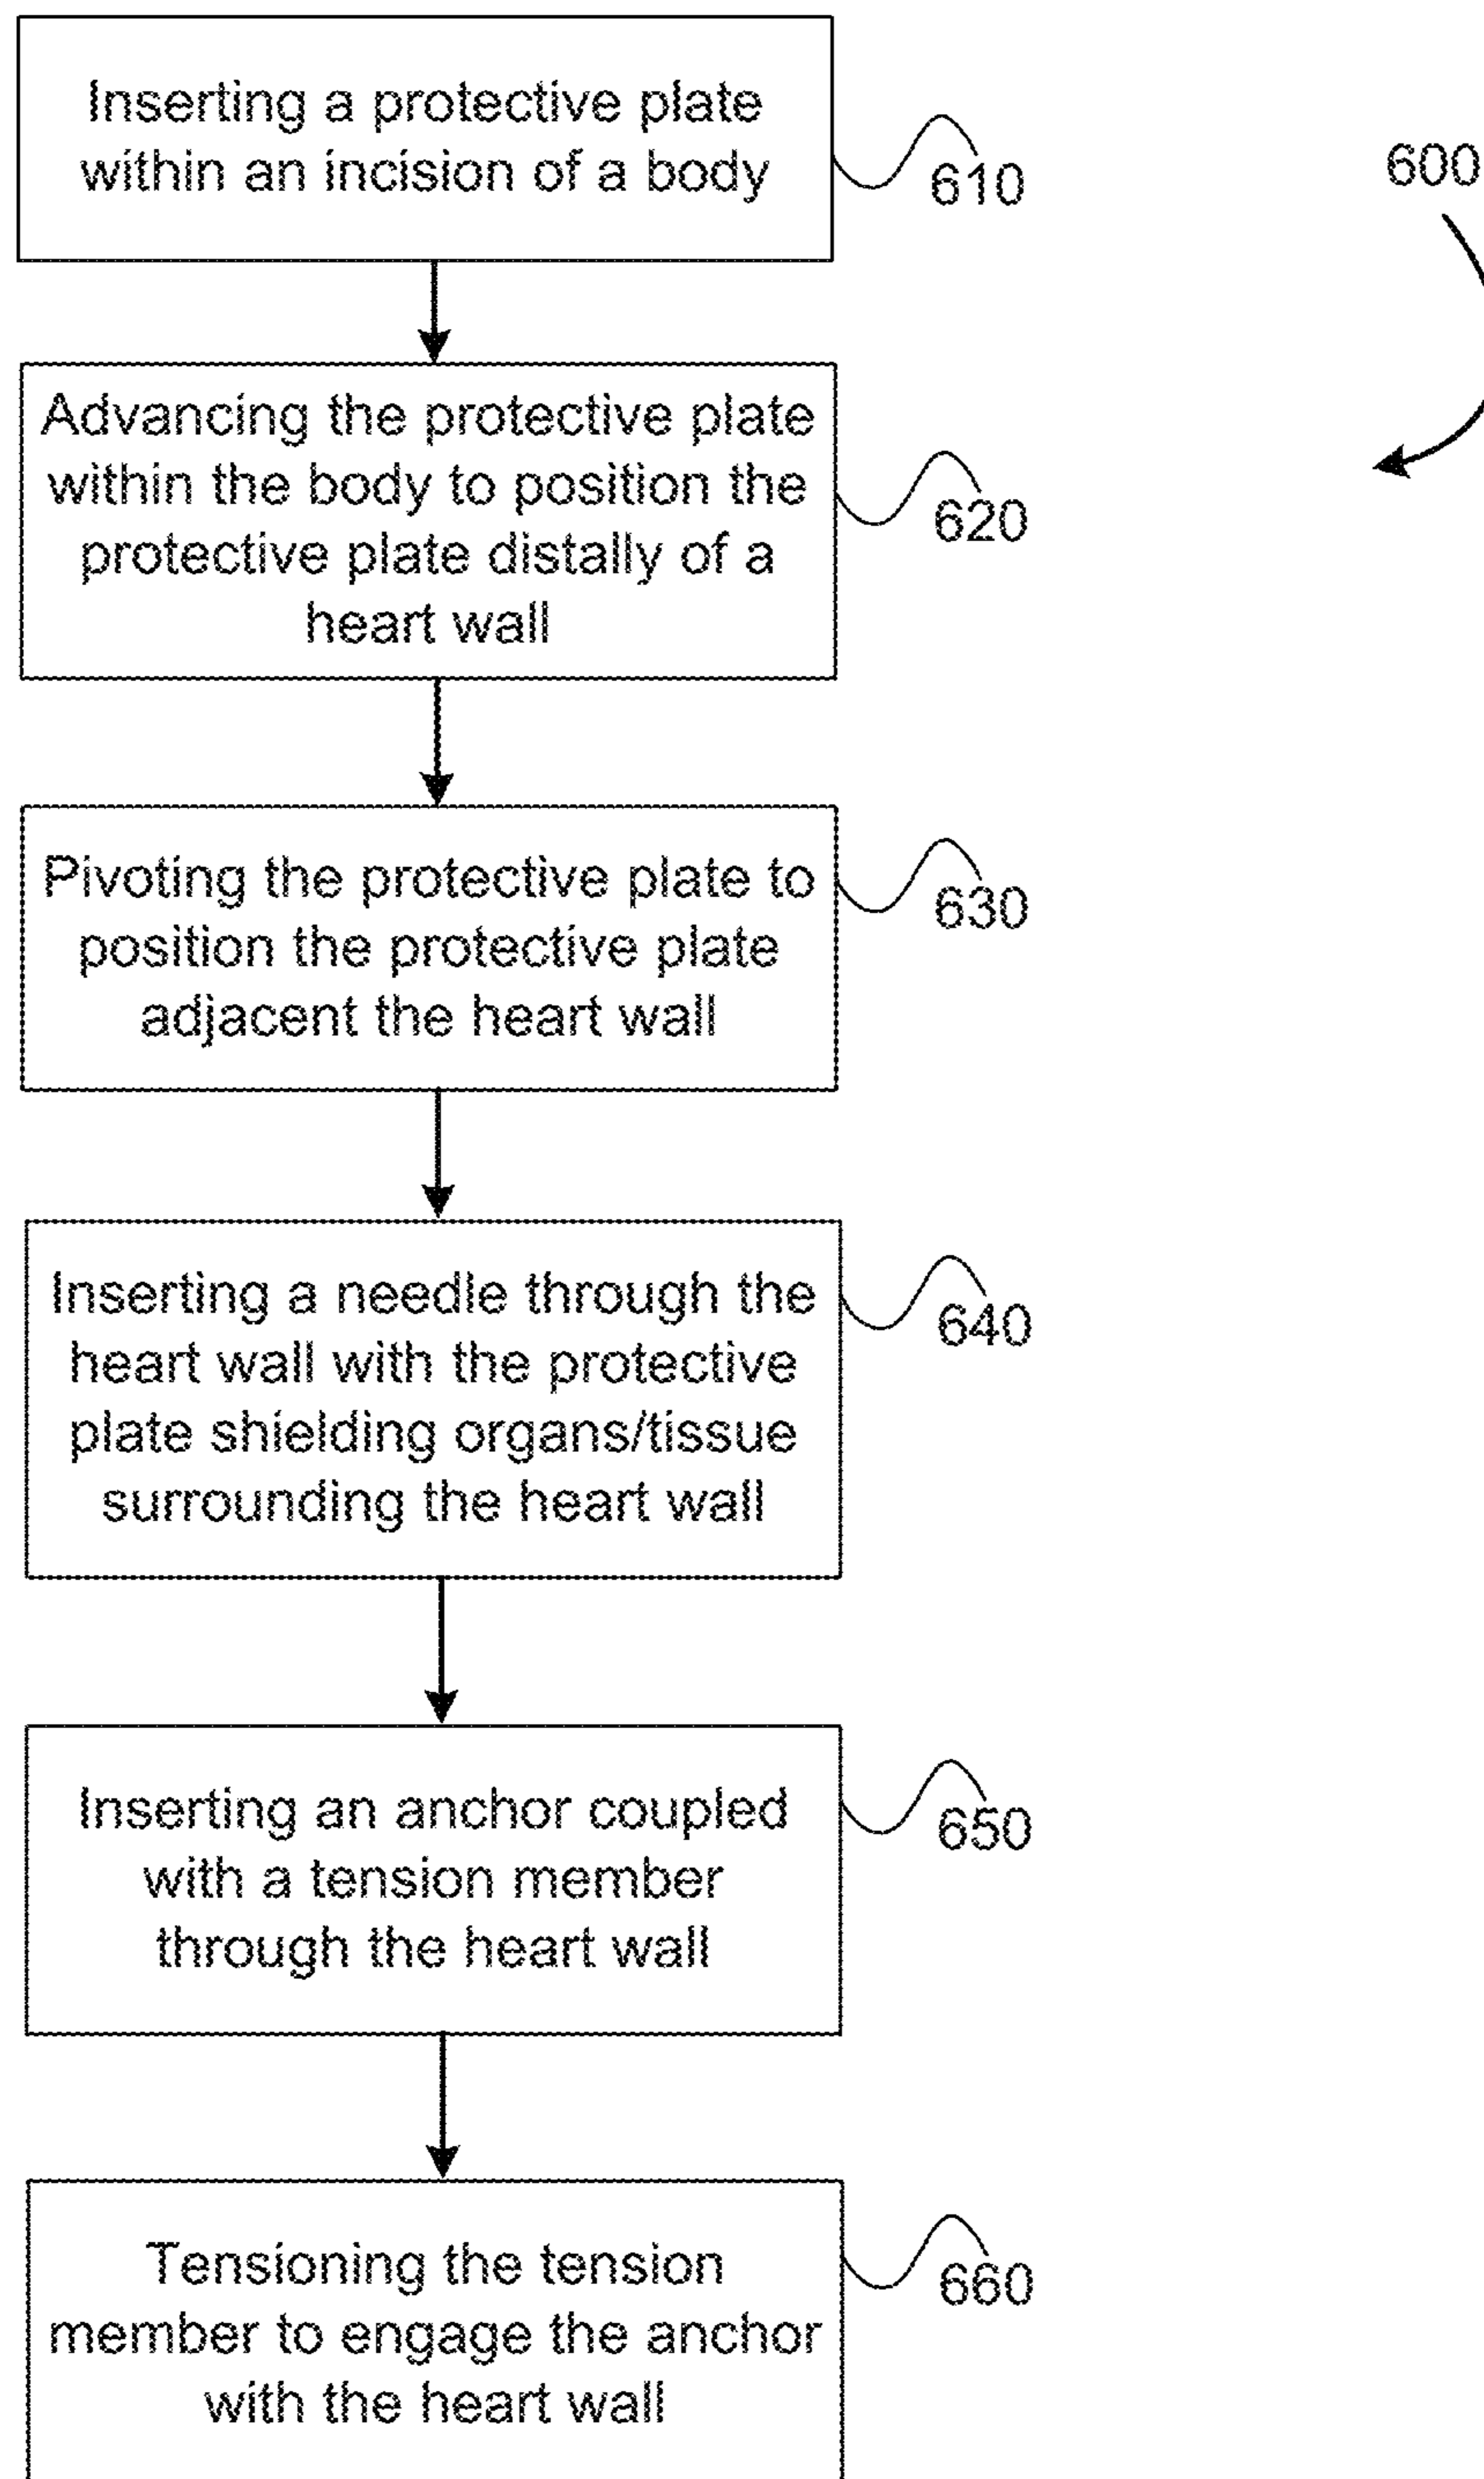 Inserting a protective plate
within an incision of a body
610
600
Advancing the protective plate
within the body to position the
protective plate distally of a
heart wall
620
Pivoting the protective plate to
position the protective plate
adjacent the heart wall
630
Inserting a needle through the
heart wall with the protective
plate shielding organs/tissue
surrounding the heart wall
640
Inserting an anchor coupled
with a tension member
through the heart wall
650
Tensioning the tension
member to engage the anchor
with the heart wall
660